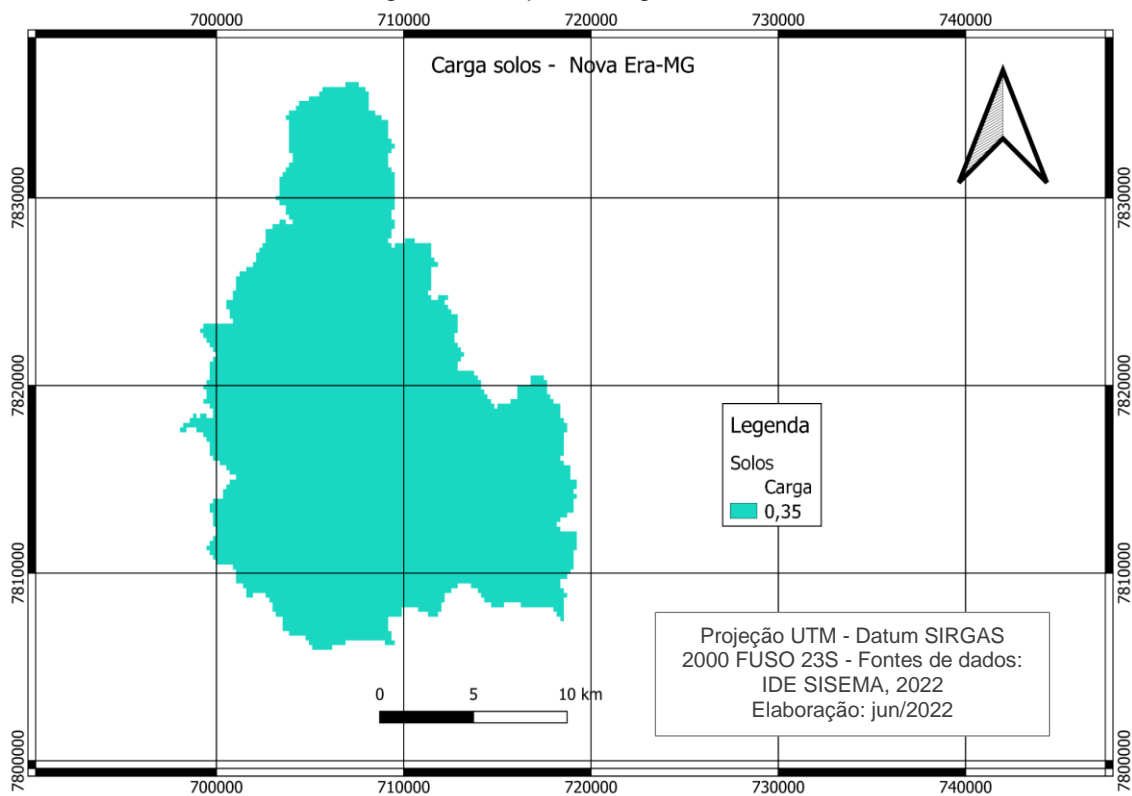 700000 710000 720000 730000 740000
Carga solos - Nova Era-MG
7830000 7830000
7820000 7820000
Legenda
Solos
Carga
0,35
7810000 7810000
Projeção UTM - Datum SIRGAS
2000 FUSO 23S - Fontes de dados:
IDE SISEMA, 2022
Elaboração: jun/2022
0 5 10 km
7800000 7800000
700000 710000 720000 730000 740000